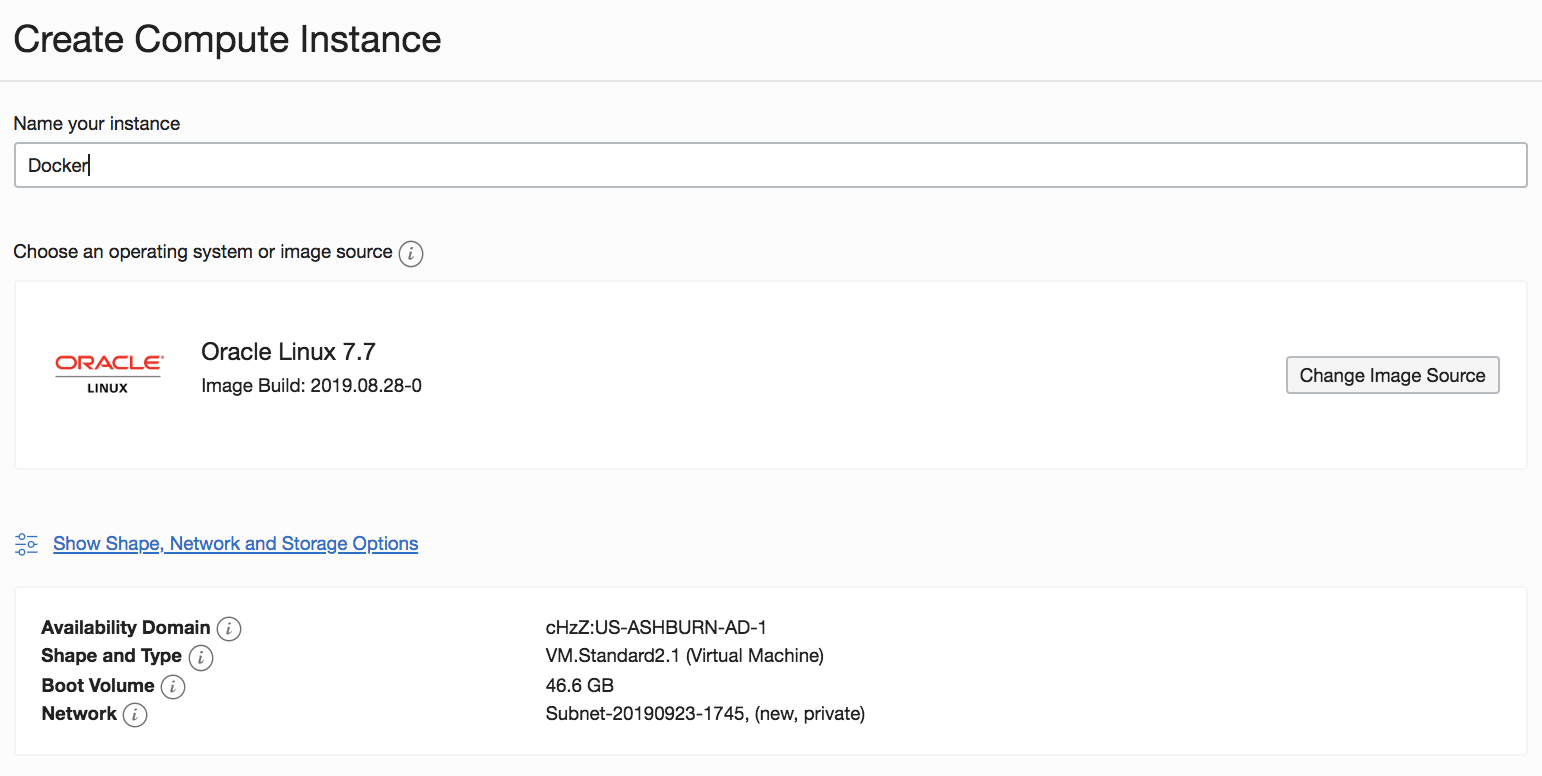 Create Compute Instance
Name your instance
Docker
Choose an operating system or image source i
ORACLE
LINUX
Oracle Linux 7.7
Image Build: 2019.08.28-0
Change Image Source
Show Shape, Network and Storage Options
Availability Domain i cHzZ:US-ASHBURN-AD-1
Shape and Type i VM.Standard2.1 (Virtual Machine)
Boot Volume i 46.6 GB
Network i Subnet-20190923-1745, (new, private)